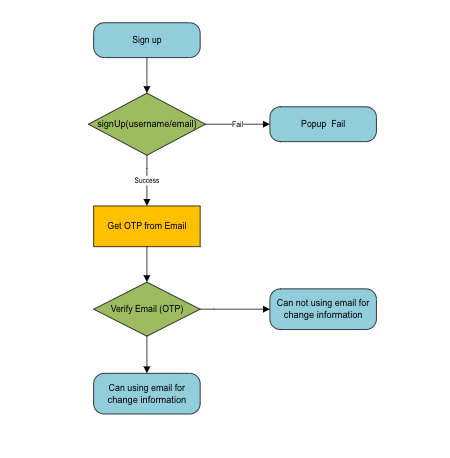 Sign up
signUp(username/email)
Fail
Popup Fail
Success
Get OTP from Email
Verify Email (OTP)
Can not using email for
change information
Can using email for
change information